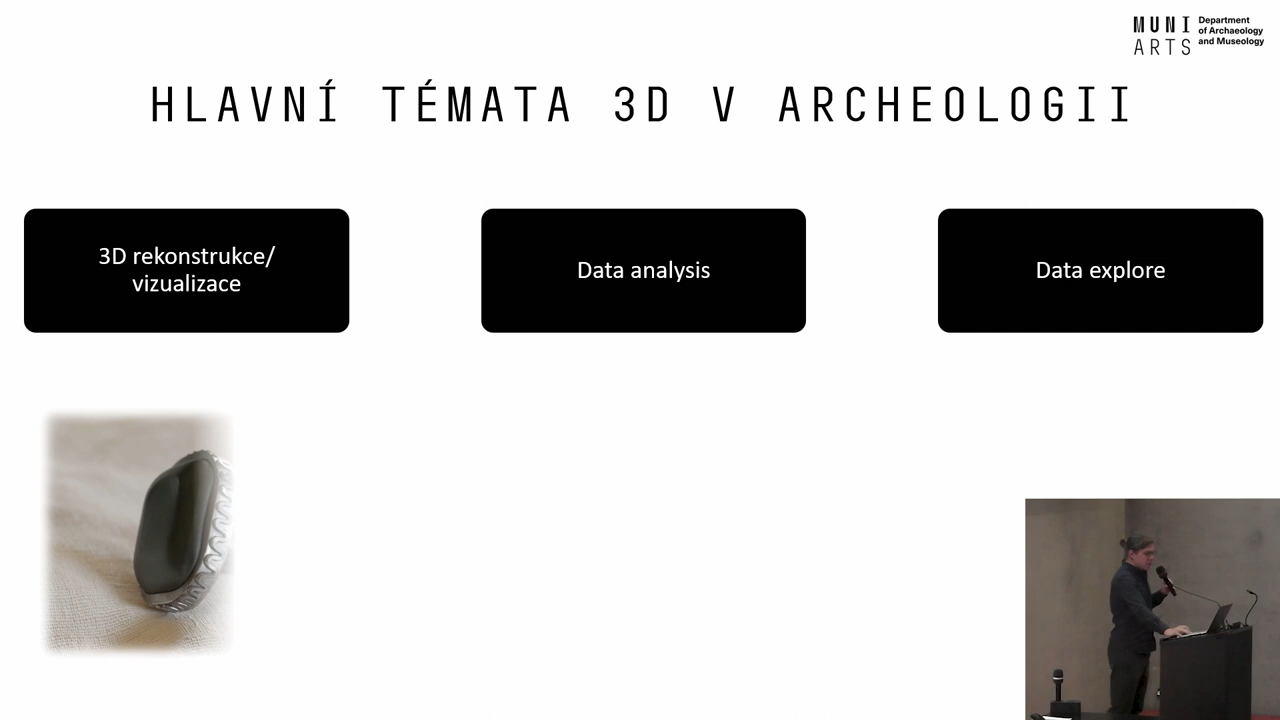 MUNI
ARTS
Department
of Archaeology
and Museology
HLAVNÍ TÉMATA 3D V ARCHEOLOGII
3D rekonstrukce/
vizualizace
Data analysis
Data explore